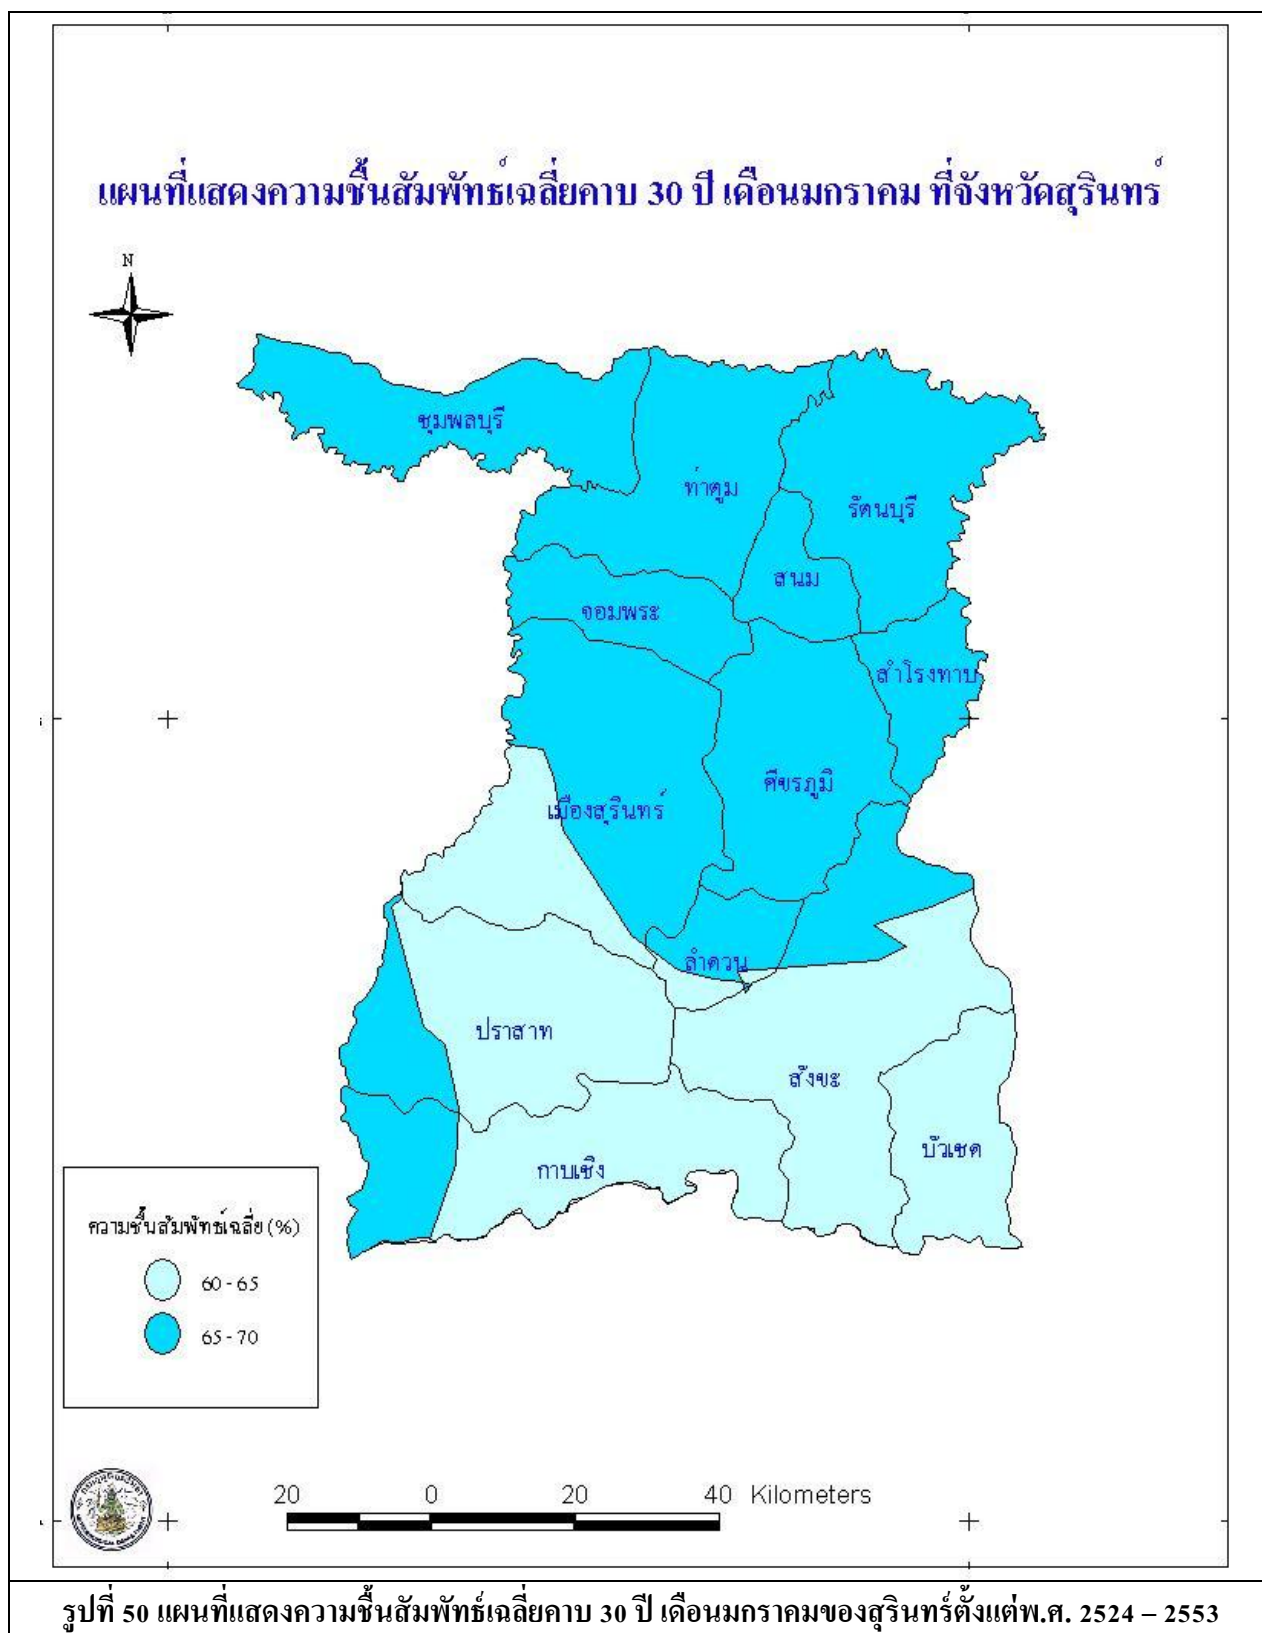 แผนที่แสดงความชื้นสัมพัทธ์เฉลี่ยคาบ 30 ปี เดือนมกราคม ที่จังหวัดสุรินทร์
N
ชุมพลบุรี
ท่าตูม
รัตนบุรี
สนม
จอมพระ
สำโรงทาบ
ศีขรภูมิ
เมืองสุรินทร์
ลำดวน
ปราสาท
สังขะ
บัวเชด
กาบเชิง
ความชื้นสัมพัทธ์เฉลี่ย (%)
60 - 65
65 - 70
20 0 20 40 Kilometers
รูปที่ 50 แผนที่แสดงความชื้นสัมพัทธ์เฉลี่ยคาบ 30 ปี เดือนมกราคมของสุรินทร์ตั้งแต่พ.ศ. 2524 – 2553